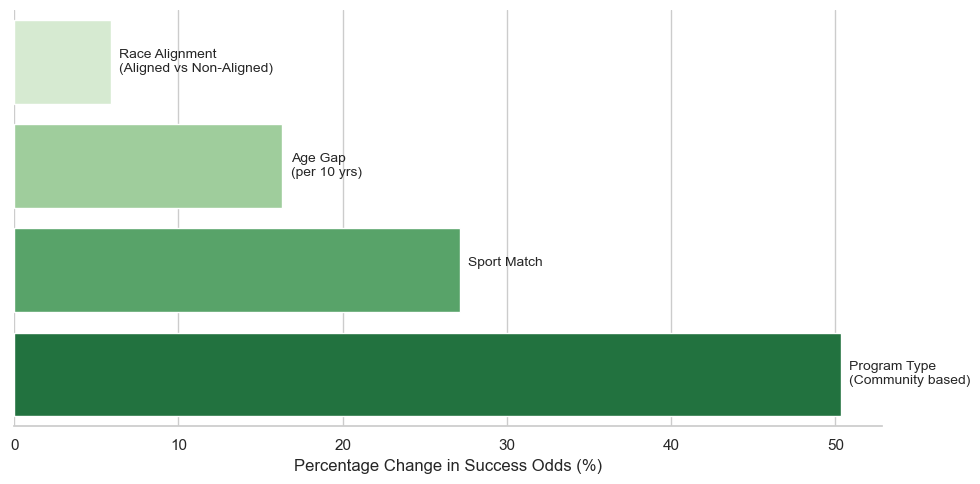 Race Alignment
(Aligned vs Non-Aligned)
Age Gap
(per 10 yrs)
Sport Match
Program Type
(Community based)
0 10 20 30 40 50
Percentage Change in Success Odds (%)